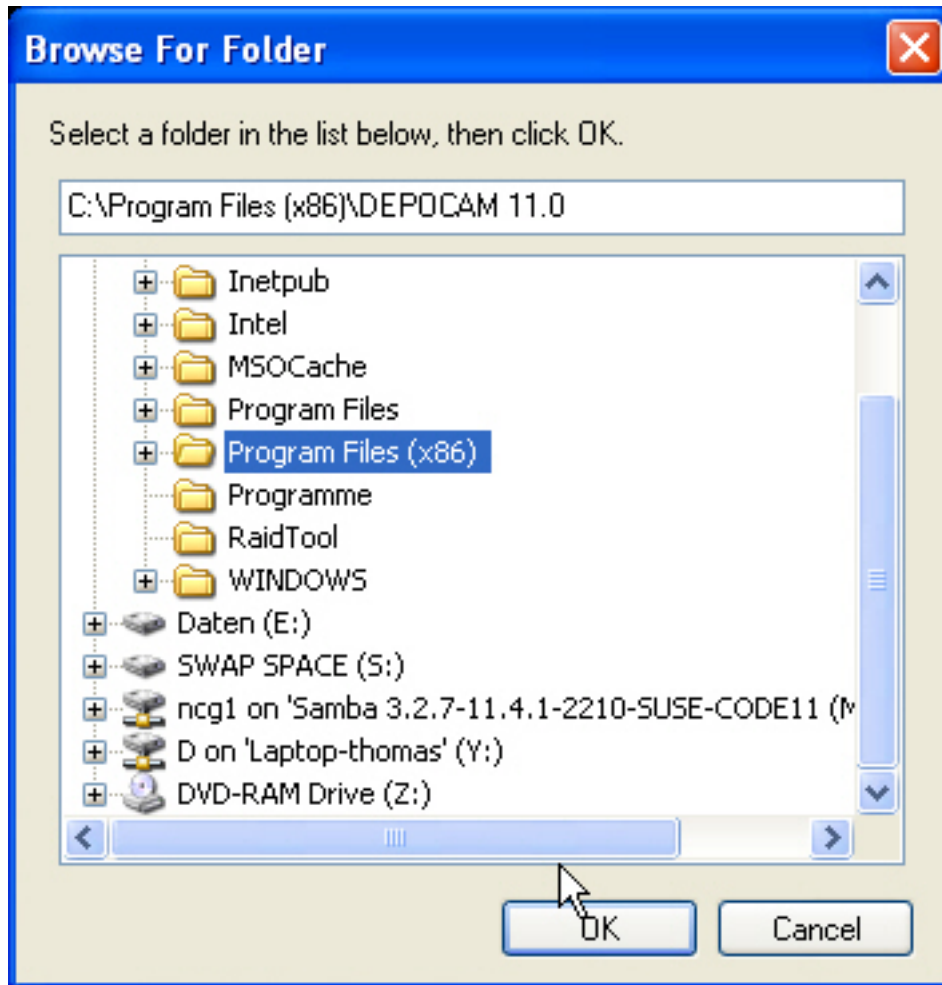 Browse For Folder
Select a folder in the list below, then click OK.
C:\Program Files (x86)\DEPOCAM 11.0
Inetpub
Intel
MSOCache
Program Files
Program Files (x86)
Programme
RaidTool
WINDOWS
Daten (E:)
SWAP SPACE (S:)
ncg1 on 'Samba 3.2.7-11.4.1-2210-SUSE-CODE11 (M
D on 'Laptop-thomas' (Y:)
DVD-RAM Drive (Z:)
OK Cancel